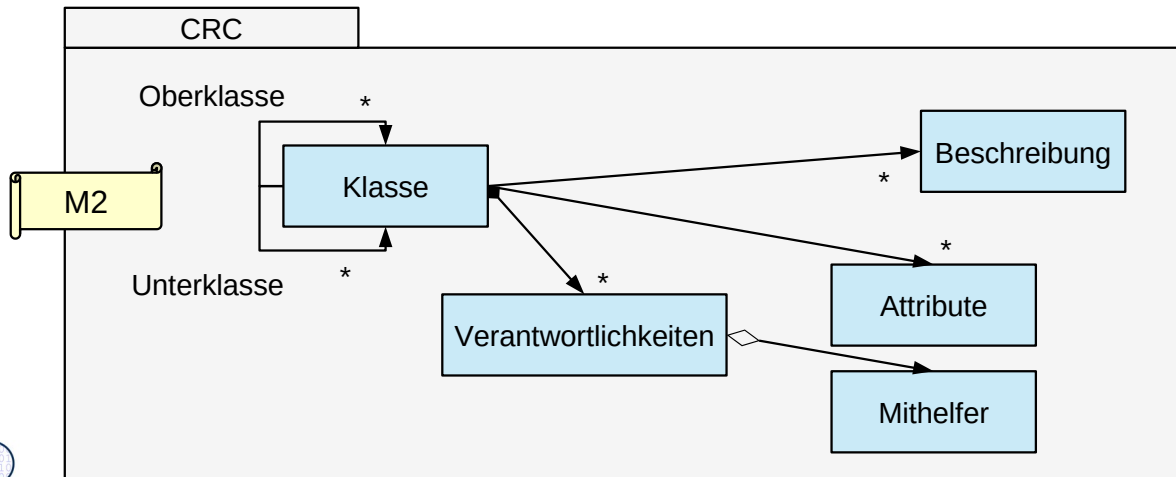 CRC
Oberklasse
*
Beschreibung
Klasse
*
M2
*
Unterklasse
*
*
Attribute
Verantwortlichkeiten
Mithelfer